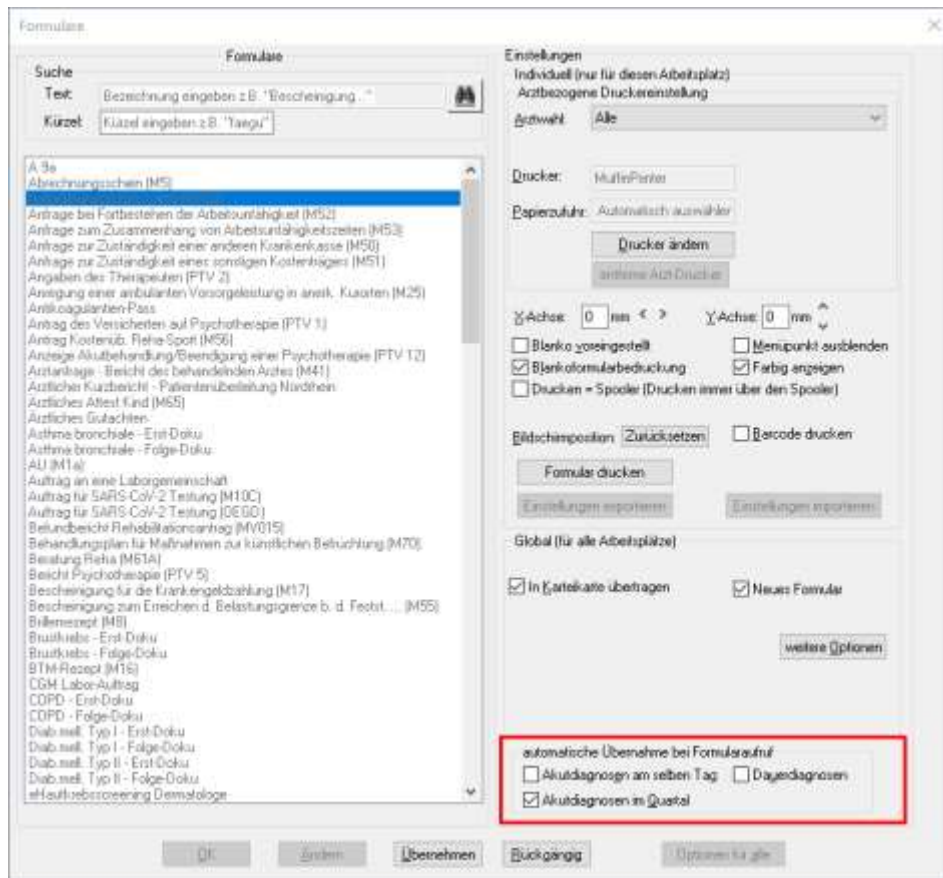 Formulare
Formulare
Suche
Text: Bezeichnung eingeben z.B. "Bescheinigung..."
Kürzel: Kürzel eingeben z.B. "Yaegu"
A 9a
Abrechnungsschein (M5)
Anfrage bei Fortbestehen der Arbeitsunfähigkeit (M52)
Anfrage zum Zusammenhang von Arbeitsunfähigkeitszeiten (M53)
Anfrage zur Zuständigkeit einer anderen Krankenkasse (M50)
Anfrage zur Zuständigkeit eines sonstigen Kostenträgers (M51)
Angaben des Therapeuten (PTV 2)
Anregung einer ambulanten Vorsorgeleistung in anerk. Kurorten (M25)
Antikoagulantien-Pass
Antrag des Versicherten auf Psychotherapie (PTV 1)
Antrag Kostenüb. Reha-Sport (M56)
Anzeige Akutbehandlung/Beendigung einer Psychotherapie (PTV 12)
Arztanfrage - Bericht des behandelnden Arztes (M41)
Ärztlicher Kurzbericht - Patientenüberleitung Nordrhein
Ärztliches Attest Kind (M65)
Ärztliches Gutachten
Asthma bronchiale - Erst-Doku
Asthma bronchiale - Folge-Doku
AU (M1a)
Auftrag an eine Laborgemeinschaft
Auftrag für SARS-CoV-2 Testung (M10C)
Auftrag für SARS-CoV-2 Testung (OEGD)
Befundbericht Rehabilitationsantrag (MV015)
Behandlungsplan für Maßnahmen zur künstlichen Befruchtung (M70)
Beratung Reha (M61A)
Bericht Psychotherapie (PTV 5)
Bescheinigung für die Krankengeldzahlung (M17)
Bescheinigung zum Erreichen d. Belastungsgrenze b. d. Festst. ... (M55)
Brillenrezept (M8)
Brustkrebs - Erst-Doku
Brustkrebs - Folge-Doku
BTM-Rezept (M16)
CGM Labor-Auftrag
COPD - Erst-Doku
COPD - Folge-Doku
Diab.mell. Typ I - Erst-Doku
Diab.mell. Typ I - Folge-Doku
Diab.mell. Typ II - Erst-Doku
Diab.mell. Typ II - Folge-Doku
eHautkrebsscreening Dermatologe
Einstellungen
Individuell (nur für diesen Arbeitsplatz)
Arztbezogene Druckereinstellung
Arztwahl: Alle
Drucker:
Papierzufuhr: Automatisch auswähler
Drucker ändern
entferne Arzt-Drucker
X-Achse: 0 mm < > Y-Achse: 0 mm
Blanko voreingestellt Menüpunkt ausblenden
Blankoformularbedruckung Farbig anzeigen
Drucken = Spooler (Drucken immer über den Spooler)
Bildschirmposition: Zurücksetzen Barcode drucken
Formular drucken
Einstellungen exportieren Einstellungen importieren
Global (für alle Arbeitsplätze)
In Karteikarte übertragen Neues Formular
weitere Optionen
automatische Übernahme bei Formularaufruf
Akutdiagnosen am selben Tag Dauerdiagnosen
Akutdiagnosen im Quartal
OK Ändern Übernehmen Rückgängig Optionen für alle